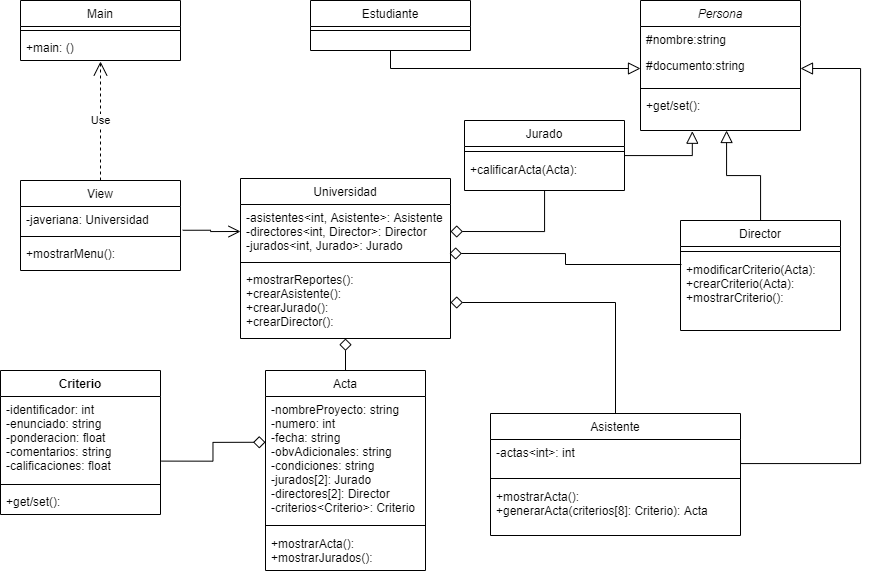 Main
+main: ()
Estudiante
Persona
#nombre:string
#documento:string
+get/set():
Use
Jurado
+calificarActa(Acta):
View
-javeriana: Universidad
+mostrarMenu():
Universidad
-asistentes<int, Asistente>: Asistente
-directores<int, Director>: Director
-jurados<int, Jurado>: Jurado
+mostrarReportes():
+crearAsistente():
+crearJurado():
+crearDirector():
Director
+modificarCriterio(Acta):
+crearCriterio(Acta):
+mostrarCriterio():
Criterio
-identificador: int
-enunciado: string
-ponderacion: float
-comentarios: string
-calificaciones: float
+get/set():
Acta
-nombreProyecto: string
-numero: int
-fecha: string
-obvAdicionales: string
-condiciones: string
-jurados[2]: Jurado
-directores[2]: Director
-criterios<Criterio>: Criterio
+mostrarActa():
+mostrarJurados():
Asistente
-actas<int>: int
+mostrarActa():
+generarActa(criterios[8]: Criterio): Acta